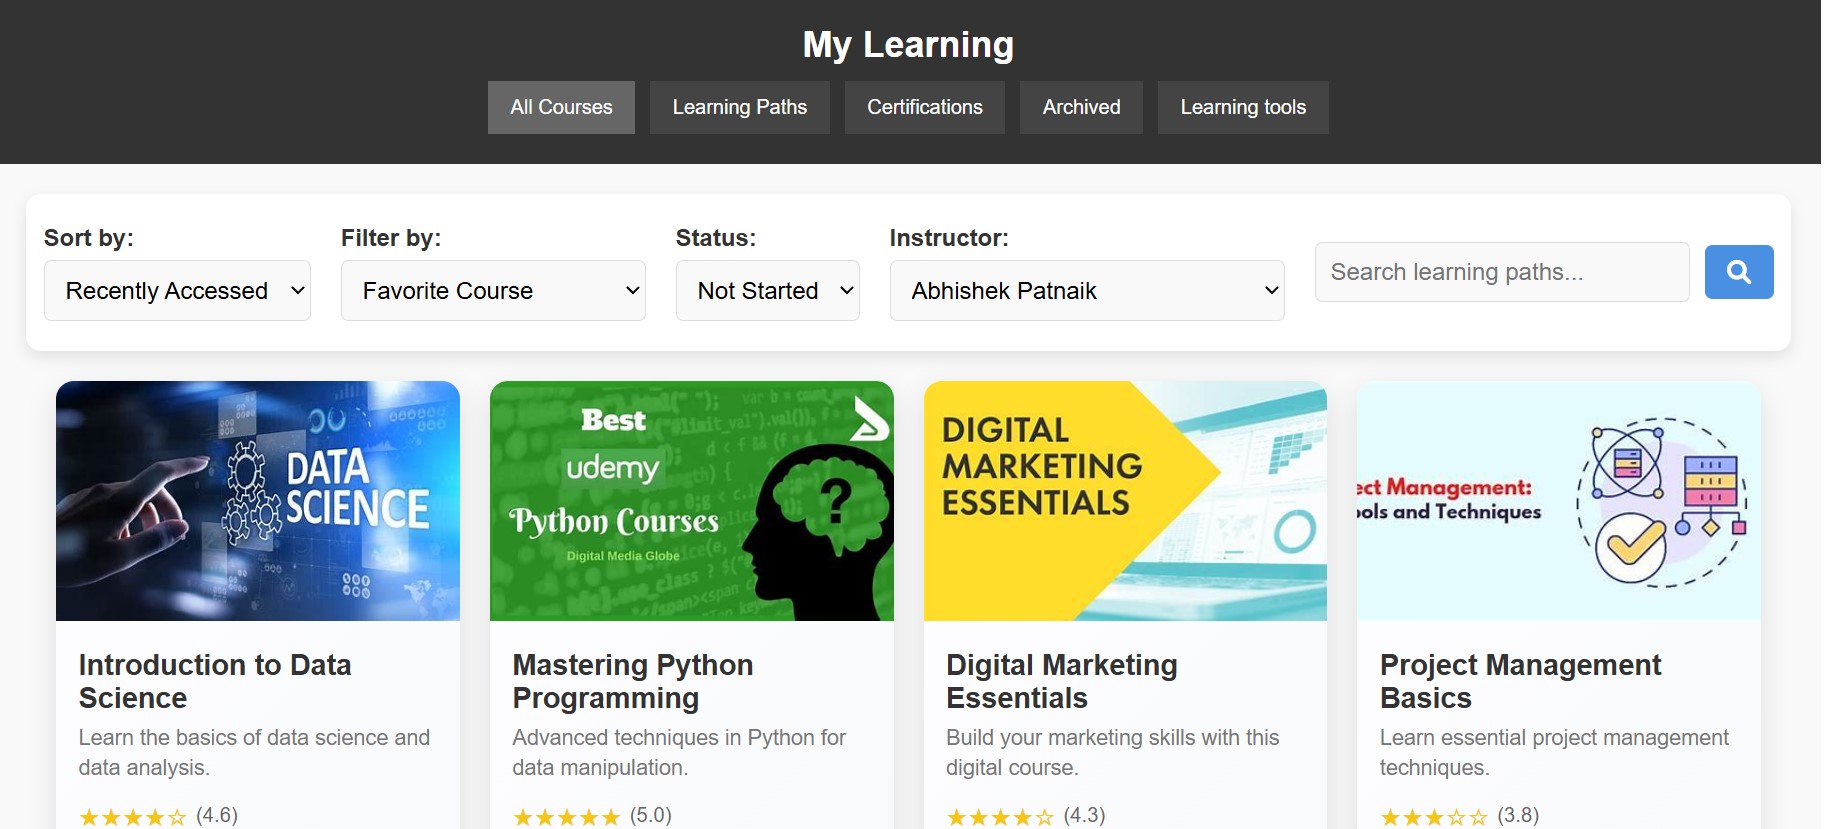 My Learning
All Courses
Learning Paths
Certifications
Archived
Learning tools
Sort by:
Filter by:
Status:
Instructor:
Recently Accessed
Favorite Course
Not Started
Abhishek Patnaik
Search learning paths...
DATA
SCIENCE
Best
udemy
Python Courses
Digital Media Globe
DIGITAL
MARKETING
ESSENTIALS
ect Management:
ools and Techniques
Introduction to Data
Science
Learn the basics of data science and
data analysis.
(4.6)
Mastering Python
Programming
Advanced techniques in Python for
data manipulation.
(5.0)
Digital Marketing
Essentials
Build your marketing skills with this
digital course.
(4.3)
Project Management
Basics
Learn essential project management
techniques.
(3.8)